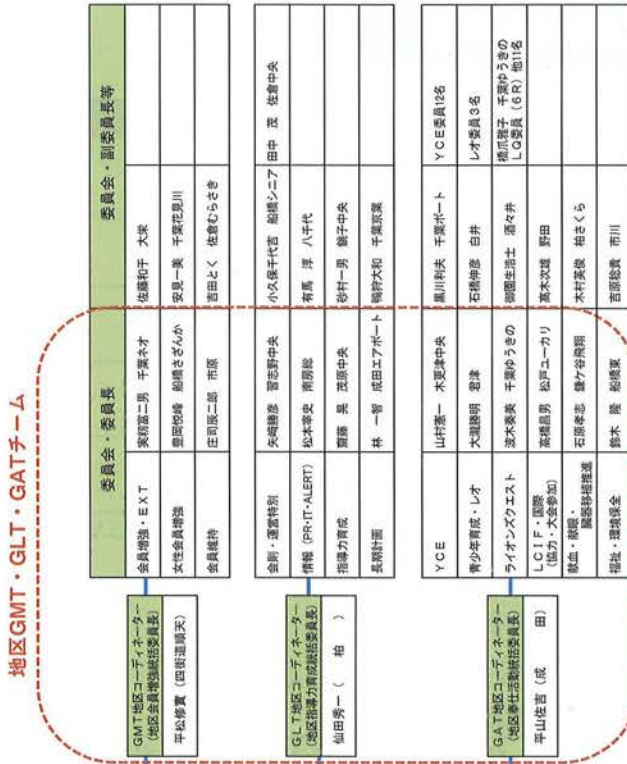 地区GMT・GLT・GATチーム
GMT地区コーディネーター
(地区会員増強統括委員長)
平松修實(四街道順天)
委員会・委員長 委員会・副委員長等
会員増強・EXT 実籾富二男 千葉ネオ 佐藤和子 大栄
女性会員増強 豊岡悦峰 船橋さざんか 安見一美 千葉花見川
会員維持 庄司辰二郎 市原 吉田とく 佐倉むらさき
GLT地区コーディネーター
(地区指導力育成統括委員長)
仙田秀一( 柏 )
会則・運営特別 矢崎勝彦 習志野中央 小久保千代吉 船橋シニア 田中 茂 佐倉中央
情報(PR・IT・ALERT) 松本幸史 南房総 有馬 淳 八千代
指導力育成 齋藤 晃 茂原中央 砂村一男 銚子中央
長期計画 林 一智 成田エアポート 鴨狩大和 千葉京葉
GAT地区コーディネーター
(地区奉仕活動統括委員長)
平山佐吉(成 田)
YCE 山村憲一 木更津中央 黒川利夫 千葉ポート YCE委員12名
青少年育成・レオ 大瀧勝明 君津 石橋伸彦 白井 レオ委員3名
ライオンズクエスト 波木奏美 千葉ゆうきの 御園生活士 酒々井 橋爪雅子 千葉ゆうきの
LQ委員(6R)他11名
LCIF・国際
(協力・大会参加) 高橋昌男 松戸ユーカリ 髙木次雄 野田
献血・献眼・
臓器移植推進 石原孝志 鎌ケ谷飛翔 木村英俊 柏さくら
福祉・環境保全 鈴木 隆 船橋東 吉原稔貴 市川